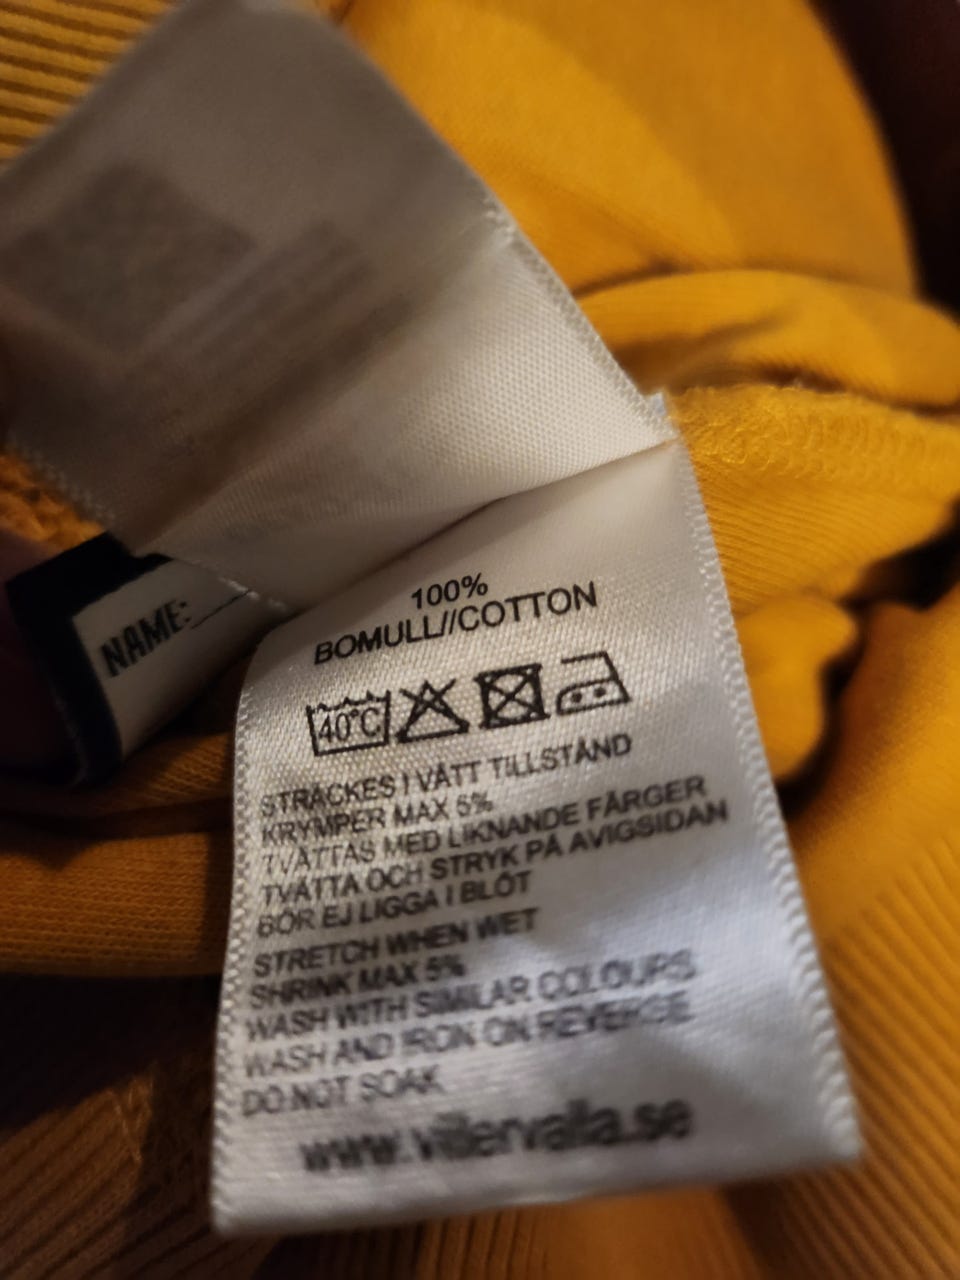 NAME:
100%
BOMULL//COTTON
40°C
STRÄCKES I VÅTT TILLSTÅND
KRYMPER MAX 5%
TVÄTTAS MED LIKNANDE FÄRGER
TVÄTTA OCH STRYK PÅ AVIGSIDAN
BÖR EJ LIGGA I BLÖT
STRETCH WHEN WET
SHRINK MAX 5%
WASH WITH SIMILAR COLOURS
WASH AND IRON ON REVERSE
DO NOT SOAK
www.villervalla.se